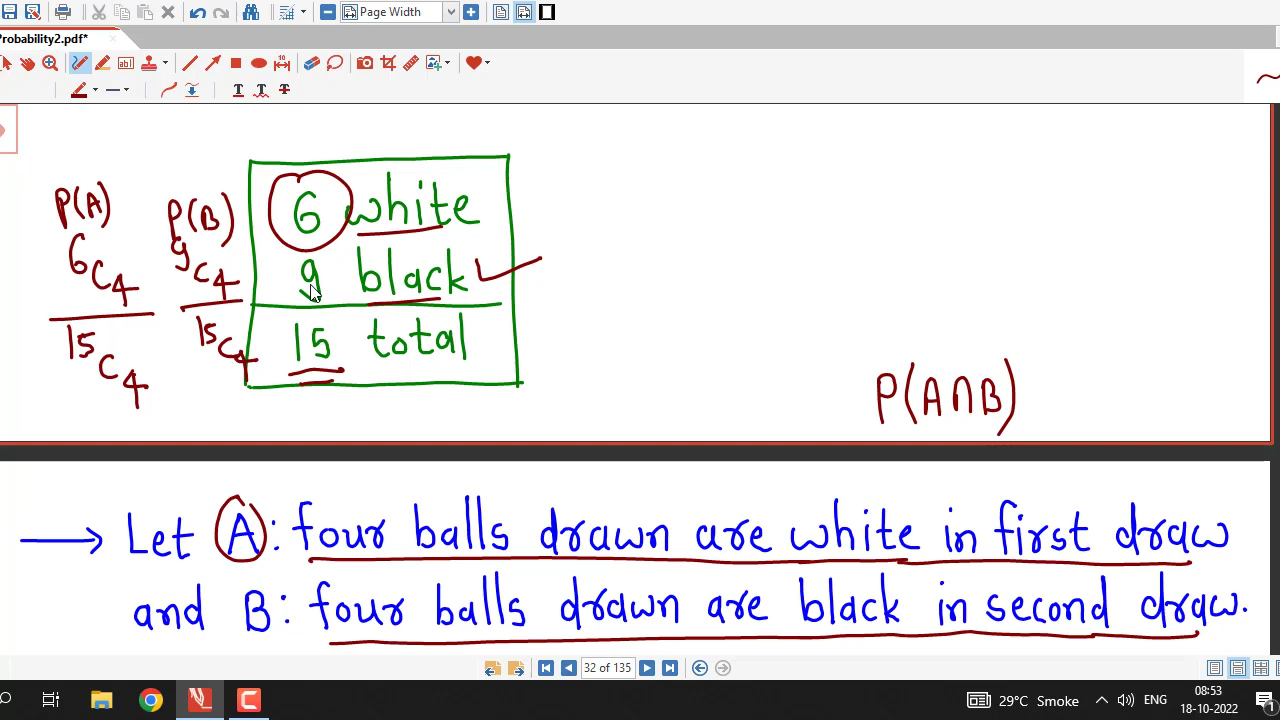 Page Width
Probability2.pdf*
P(A)
6C4
15C4
P(B)
9C4
15C4
6 white
9 black
15 total
P(A∩B)
→ Let A: four balls drawn are white in first draw
and B: four balls drawn are black in second draw.
32 of 135
29°C Smoke
ENG
08:53
18-10-2022